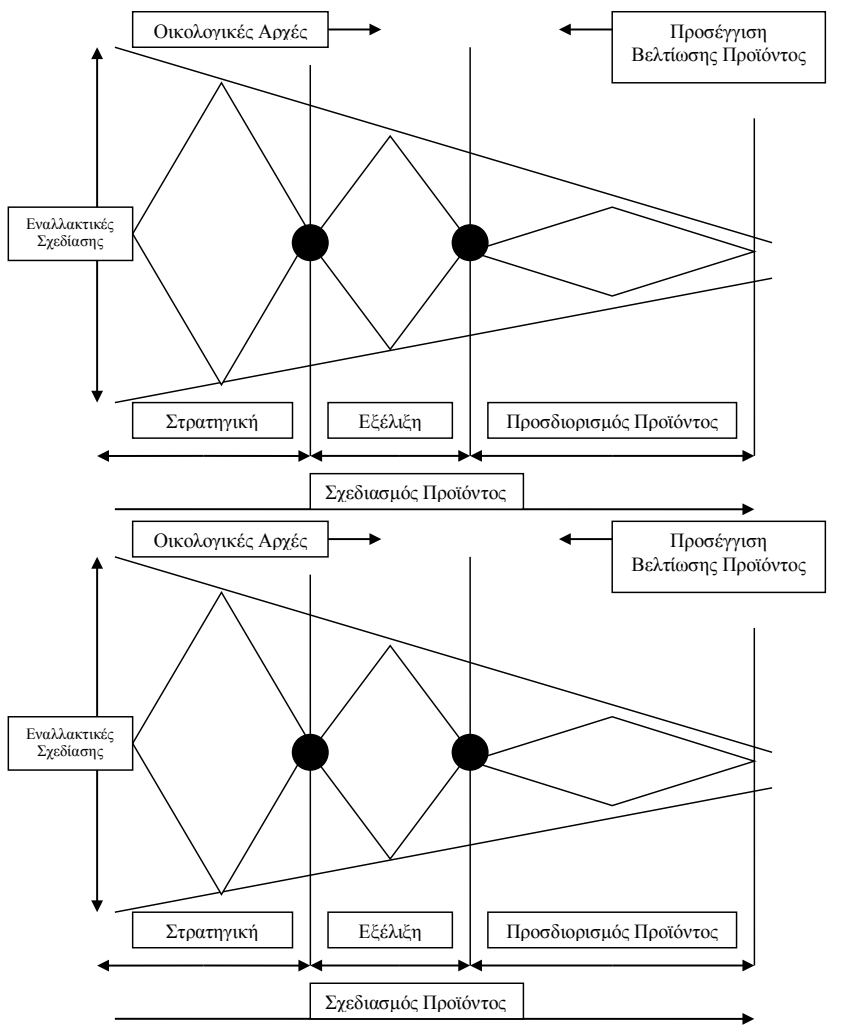 Οικολογικές Αρχές
Προσέγγιση
Βελτίωσης Προϊόντος
Εναλλακτικές
Σχεδίασης
Στρατηγική
Εξέλιξη
Προσδιορισμός Προϊόντος
Σχεδιασμός Προϊόντος
Οικολογικές Αρχές
Προσέγγιση
Βελτίωσης Προϊόντος
Εναλλακτικές
Σχεδίασης
Στρατηγική
Εξέλιξη
Προσδιορισμός Προϊόντος
Σχεδιασμός Προϊόντος